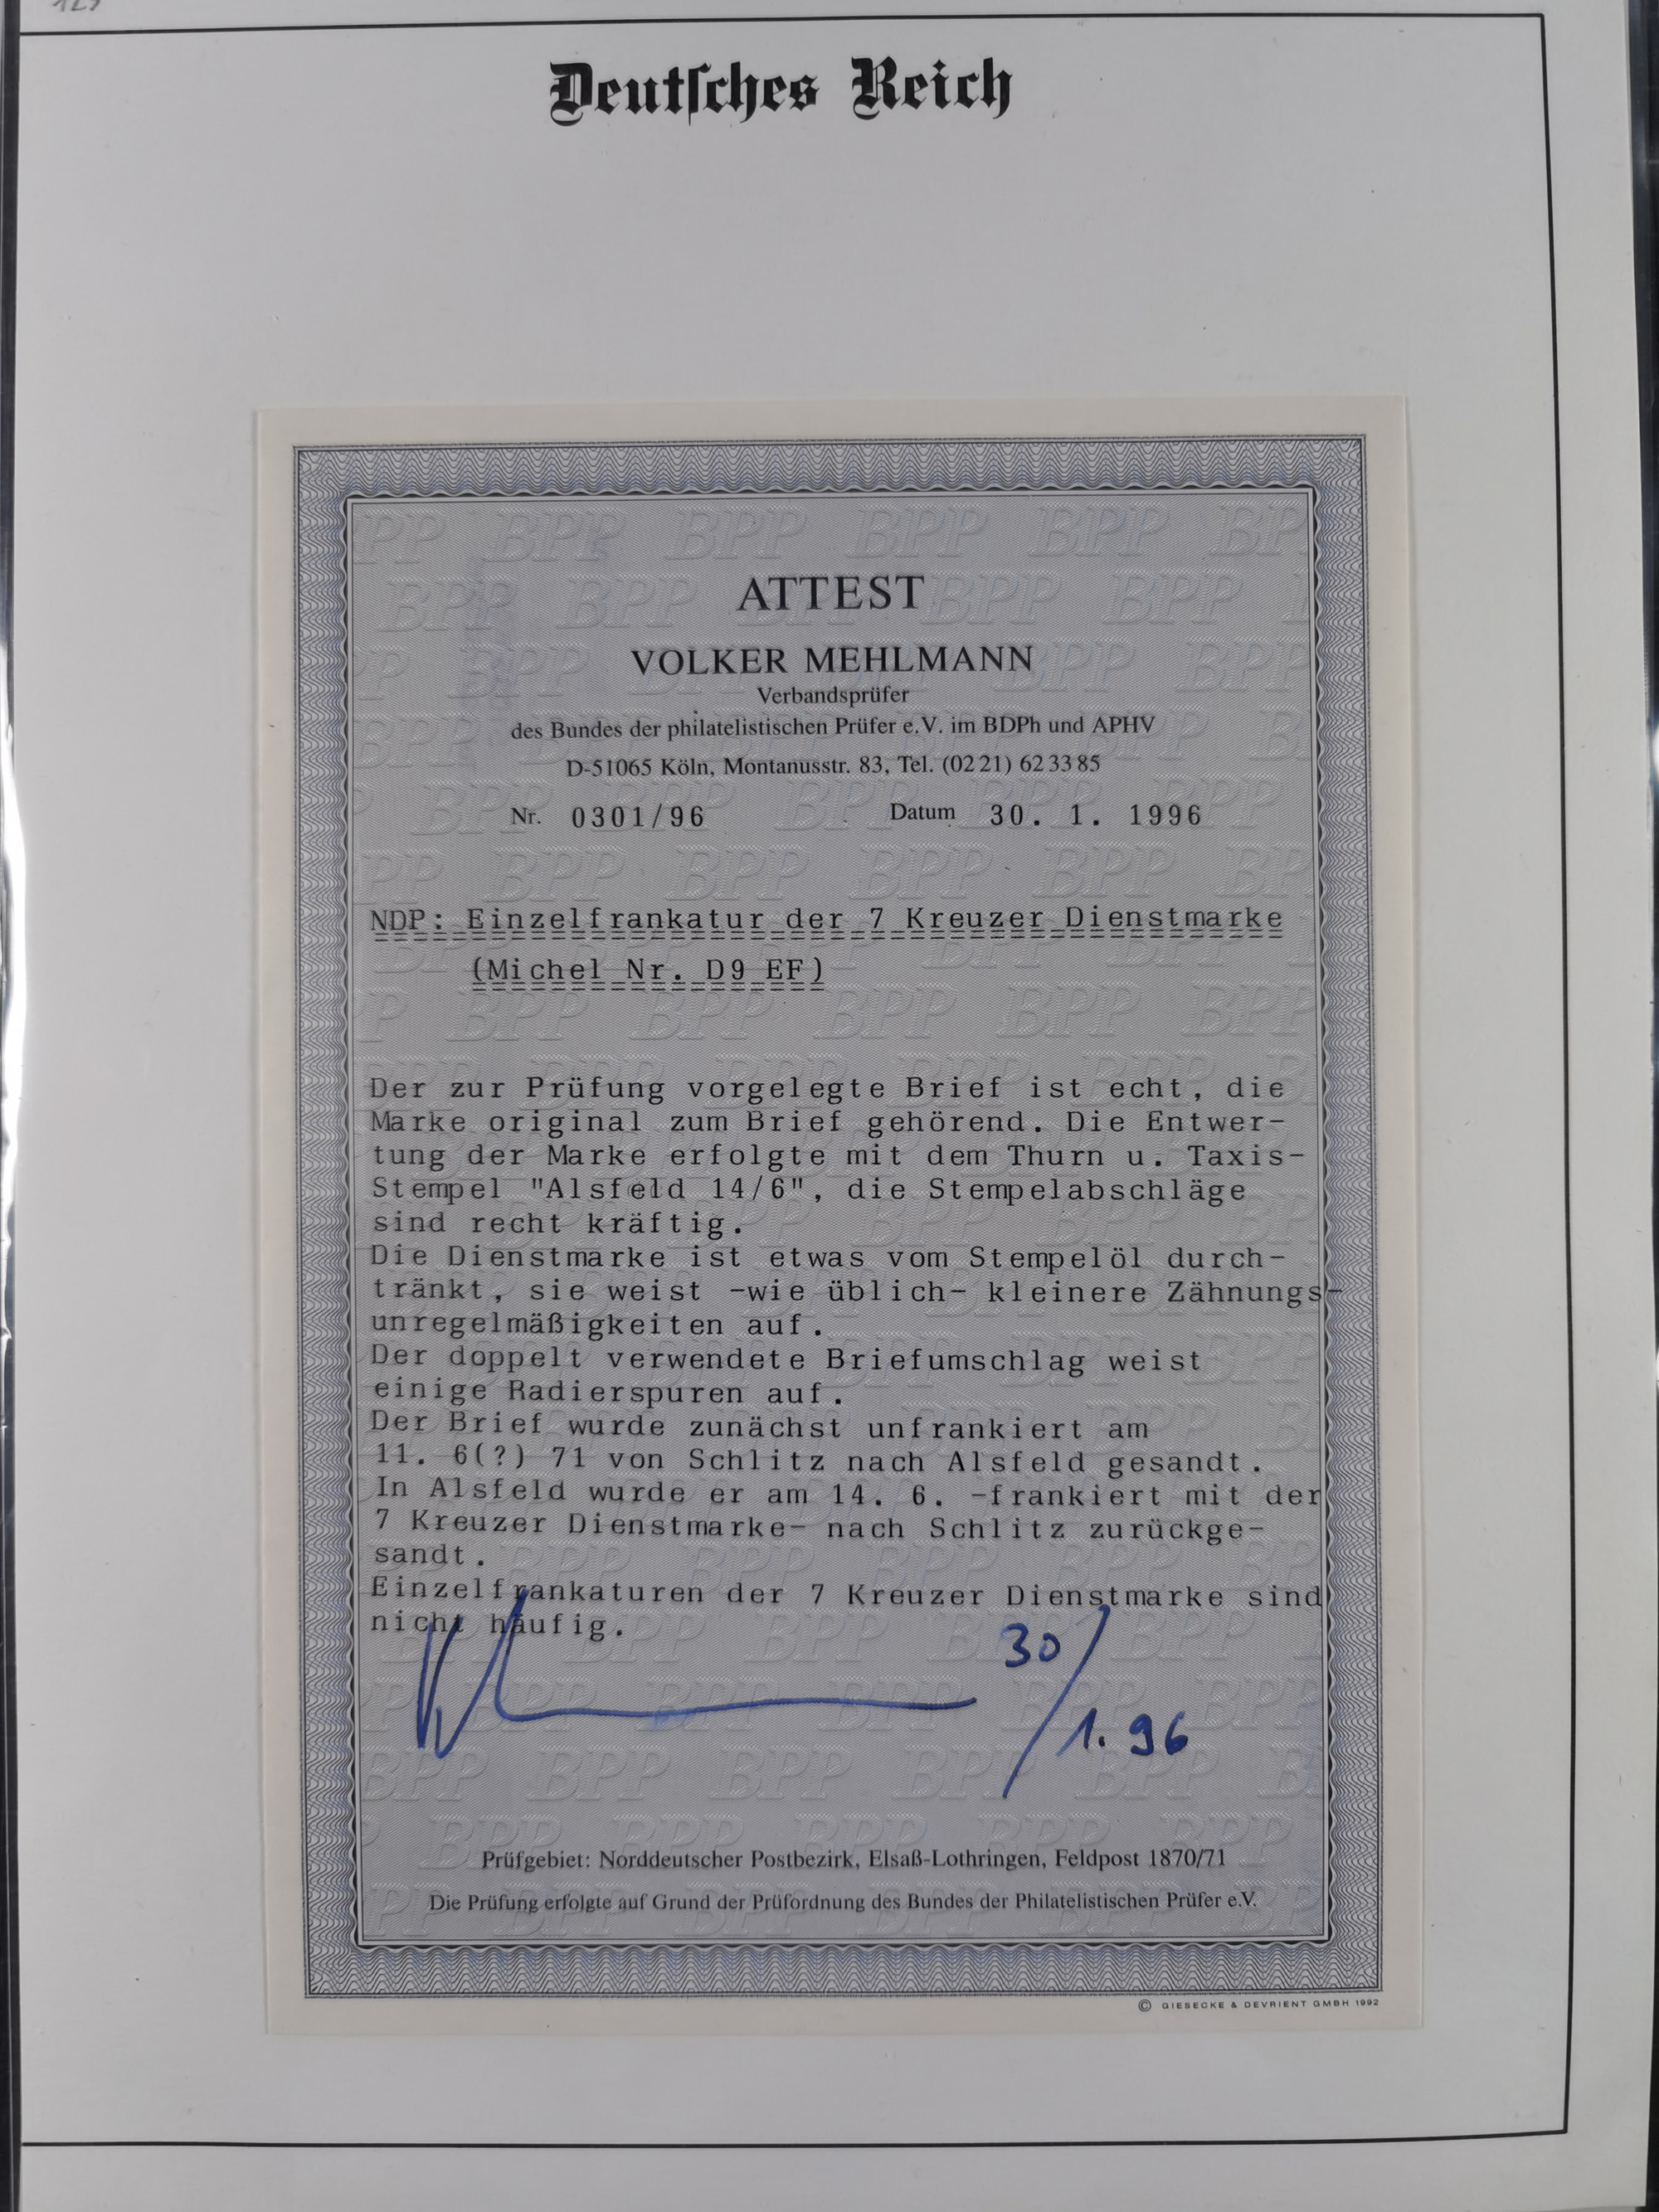 Deutſches Reich
ATTEST
VOLKER MEHLMANN
Verbandsprüfer
des Bundes der philatelistischen Prüfer e.V. im BDPh und APHV
D-51065 Köln, Montanusstr. 83, Tel. (02 21) 62 33 85
Nr. 0301/96 Datum 30. 1. 1996
NDP: Einzelfrankatur der 7 Kreuzer Dienstmarke
(Michel Nr. D9 EF)
Der zur Prüfung vorgelegte Brief ist echt, die
Marke original zum Brief gehörend. Die Entwer-
tung der Marke erfolgte mit dem Thurn u. Taxis-
Stempel "Alsfeld 14/6", die Stempelabschläge
sind recht kräftig.
Die Dienstmarke ist etwas vom Stempelöl durch-
tränkt, sie weist -wie üblich- kleinere Zähnungs-
unregelmäßigkeiten auf.
Der doppelt verwendete Briefumschlag weist
einige Radierspuren auf.
Der Brief wurde zunächst unfrankiert am
11. 6(?) 71 von Schlitz nach Alsfeld gesandt.
In Alsfeld wurde er am 14. 6. -frankiert mit der
7 Kreuzer Dienstmarke- nach Schlitz zurückge-
sandt.
Einzelfrankaturen der 7 Kreuzer Dienstmarke sind
nicht häufig.
30/1.96
Prüfgebiet: Norddeutscher Postbezirk, Elsaß-Lothringen, Feldpost 1870/71
Die Prüfung erfolgte auf Grund der Prüfordnung des Bundes der Philatelistischen Prüfer e.V.
© GIESECKE & DEVRIENT GMBH 1992